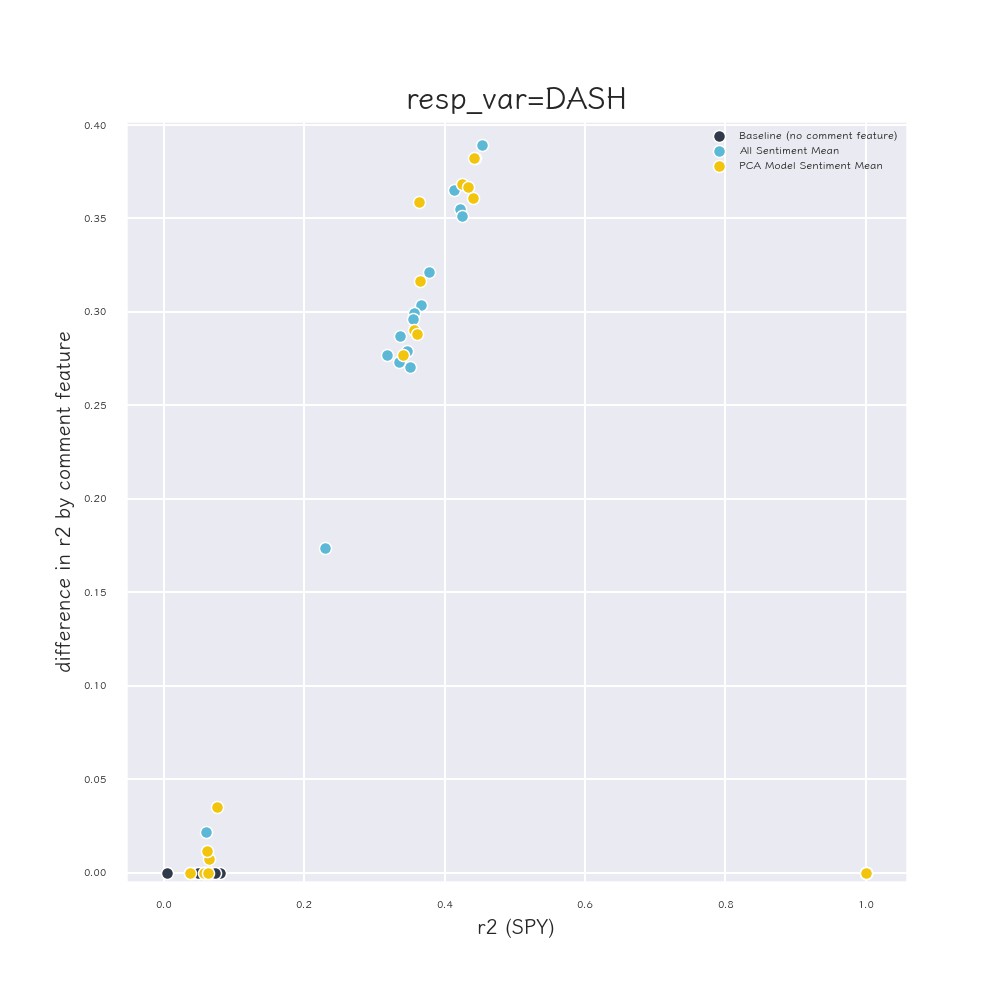 resp_var=DASH
Baseline (no comment feature)
All Sentiment Mean
PCA Model Sentiment Mean
difference in r2 by comment feature
0.40
0.35
0.30
0.25
0.20
0.15
0.10
0.05
0.00
0.0 0.2 0.4 0.6 0.8 1.0
r2 (SPY)